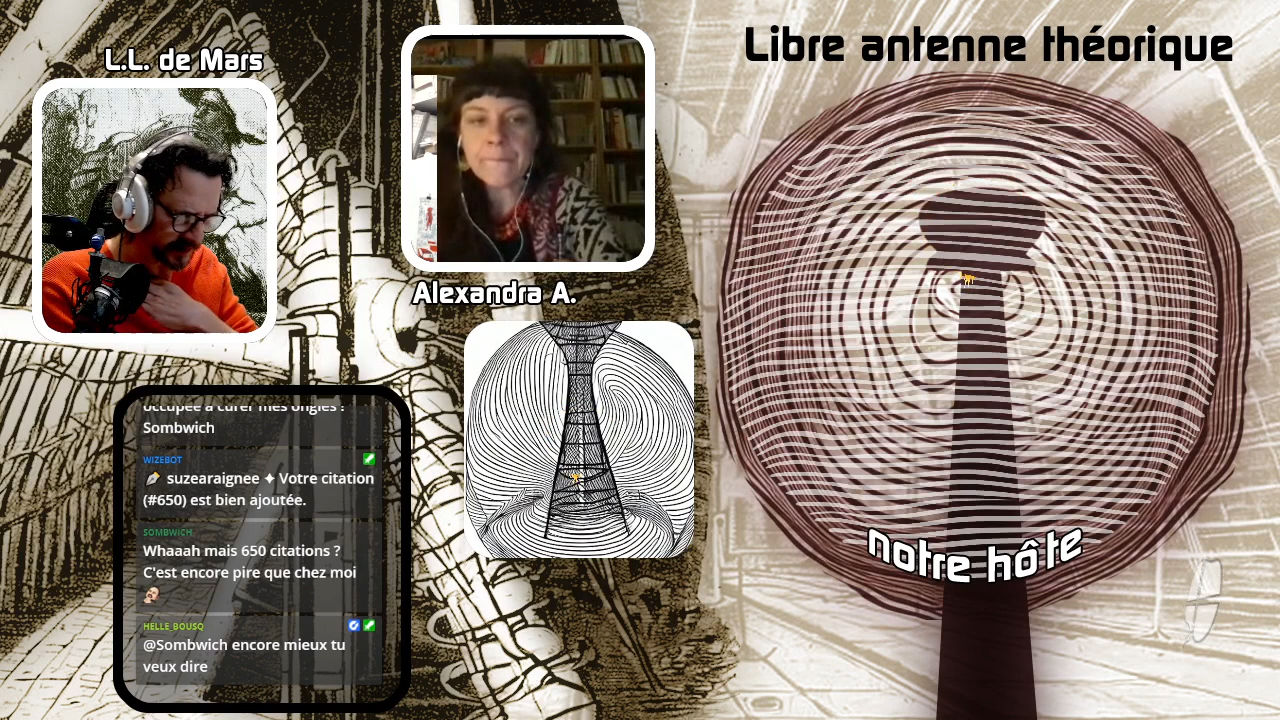 Libre antenne théorique
L.L. de Mars
Alexandra A.
occupée à curer mes ongles !
Sombwich
WIZEBOT
suzearaignee ✦ Votre citation
(#650) est bien ajoutée.
SOMBWICH
Whaaah mais 650 citations ?
C'est encore pire que chez moi
HELLE_BOUSQ
@Sombwich encore mieux tu
veux dire
notre hôte